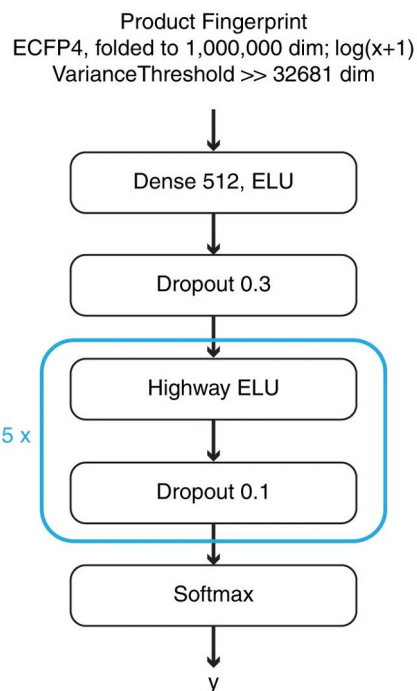 Product Fingerprint
ECFP4, folded to 1,000,000 dim; log(x+1)
VarianceThreshold >> 32681 dim
Dense 512, ELU
Dropout 0.3
Highway ELU
5 x
Dropout 0.1
Softmax
y